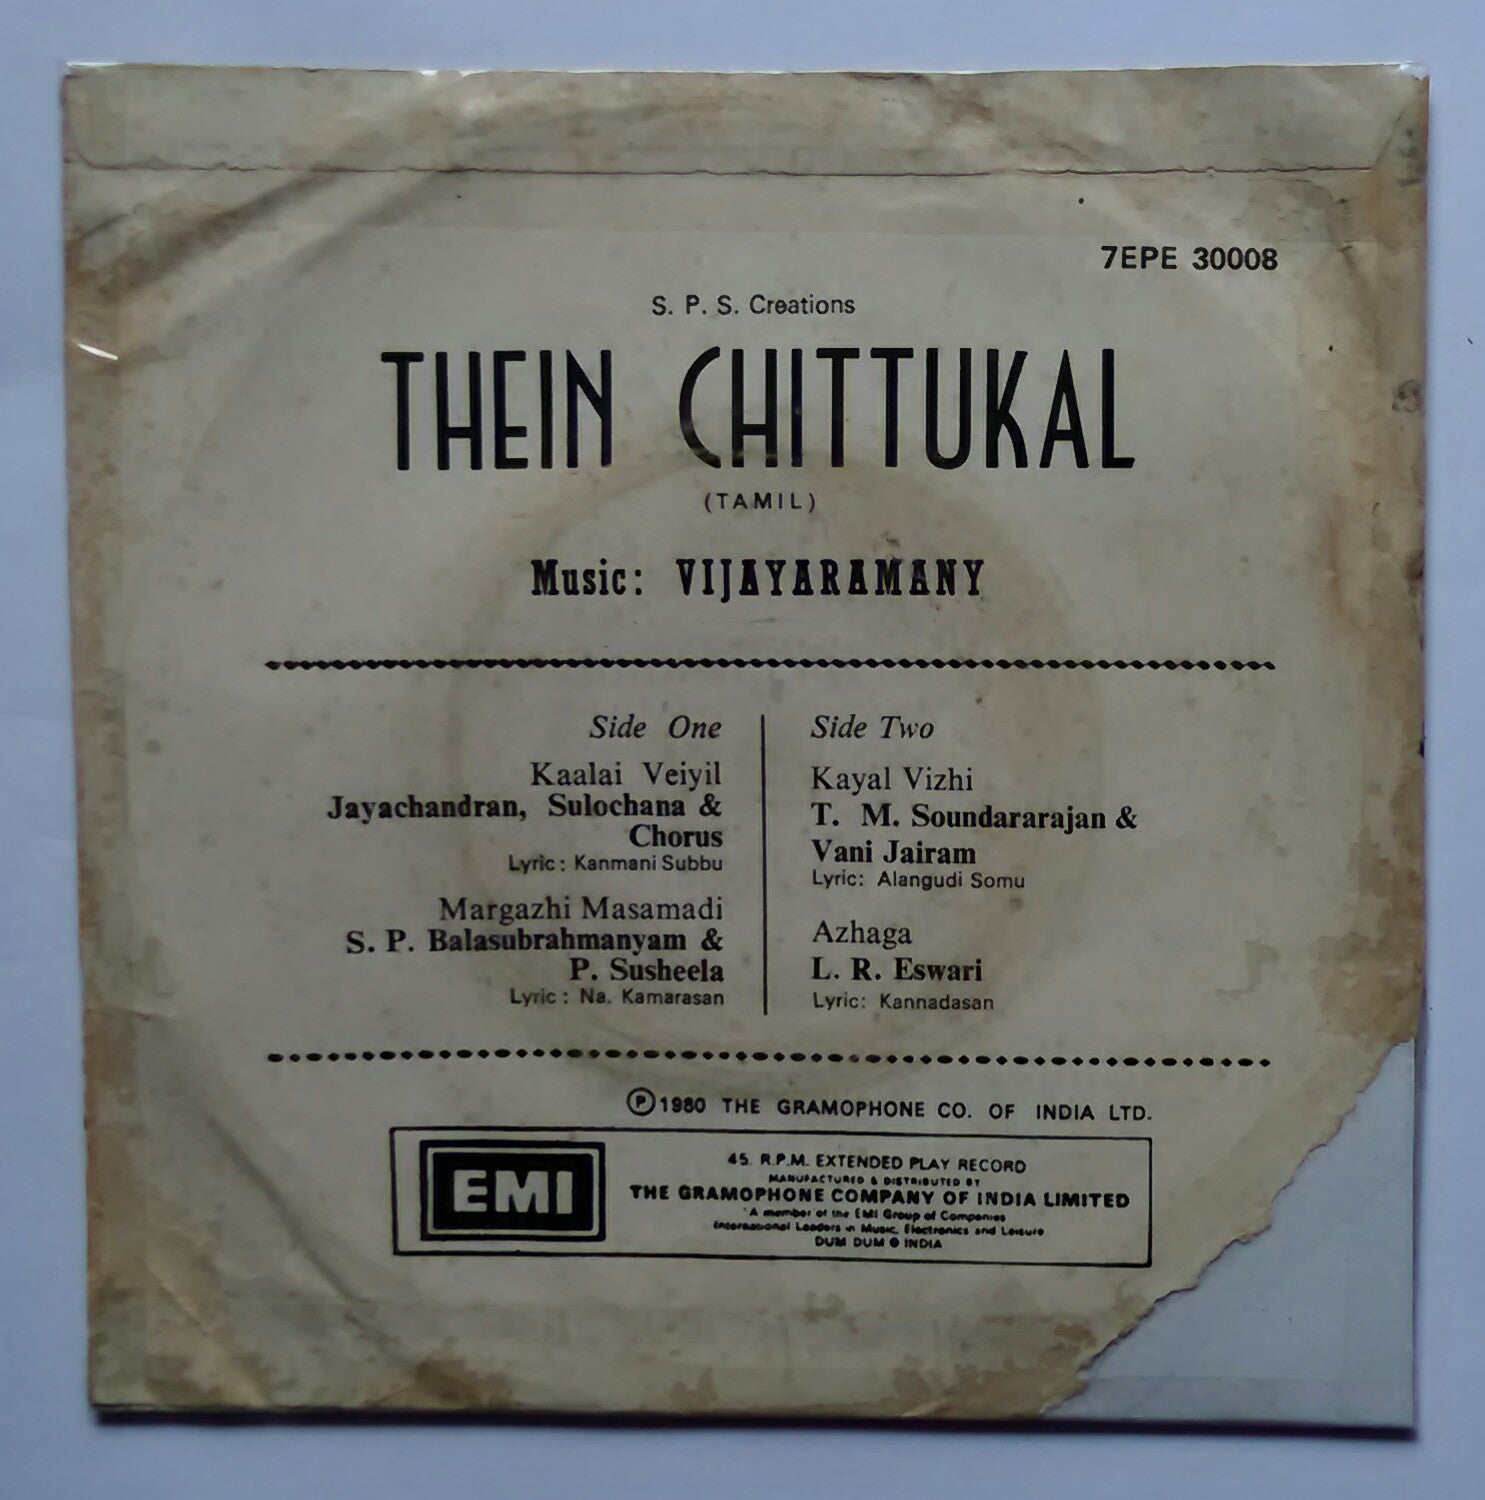 7EPE 30008
S. P. S. Creations
THEIN CHITTUKAL
(TAMIL)
Music: VIJAYARAMANY
Side One
Kaalai Veiyil
Jayachandran, Sulochana &
Chorus
Lyric: Kanmani Subbu
Margazhi Masamadi
S. P. Balasubrahmanyam &
P. Susheela
Lyric: Na. Kamarasan
Side Two
Kayal Vizhi
T. M. Soundararajan &
Vani Jairam
Lyric: Alangudi Somu
Azhaga
L. R. Eswari
Lyric: Kannadasan
Ⓟ1980 THE GRAMOPHONE CO. OF INDIA LTD.
EMI
45 R.P.M. EXTENDED PLAY RECORD
MANUFACTURED & DISTRIBUTED BY
THE GRAMOPHONE COMPANY OF INDIA LIMITED
A member of the EMI Group of Companies
International Leaders in Music, Electronics and Leisure
DUM DUM ● INDIA